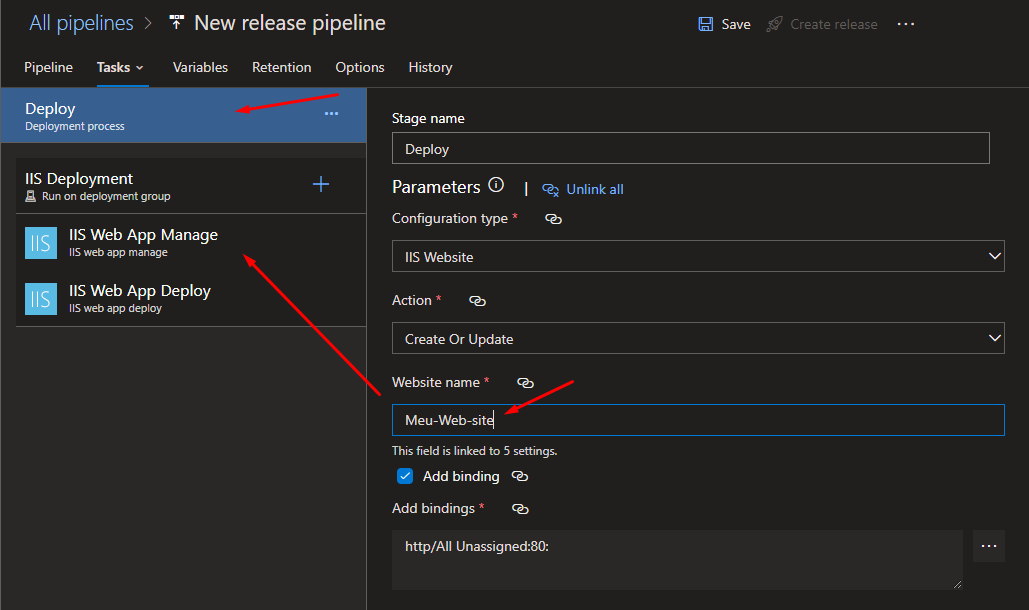 All pipelines > New release pipeline
Save
Create release
...
Pipeline Tasks Variables Retention Options History
Deploy
Deployment process
...
IIS Deployment
Run on deployment group
IIS
IIS Web App Manage
IIS web app manage
IIS
IIS Web App Deploy
IIS web app deploy
Stage name
Deploy
Parameters | Unlink all
Configuration type *
IIS Website
Action *
Create Or Update
Website name *
Meu-Web-site
This field is linked to 5 settings.
Add binding
Add bindings *
http/All Unassigned:80:
...